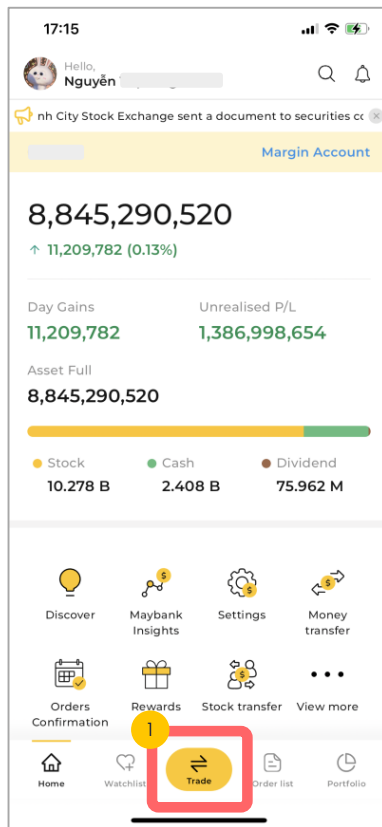 17:15
Hello,
Nguyễn
nh City Stock Exchange sent a document to securities cc
Margin Account
8,845,290,520
↑ 11,209,782 (0.13%)
Day Gains Unrealised P/L
11,209,782 1,386,998,654
Asset Full
8,845,290,520
Stock Cash Dividend
10.278 B 2.408 B 75.962 M
Discover Maybank Insights Settings Money transfer
Orders Confirmation Rewards Stock transfer View more
1
Home Watchlist Trade Order list Portfolio